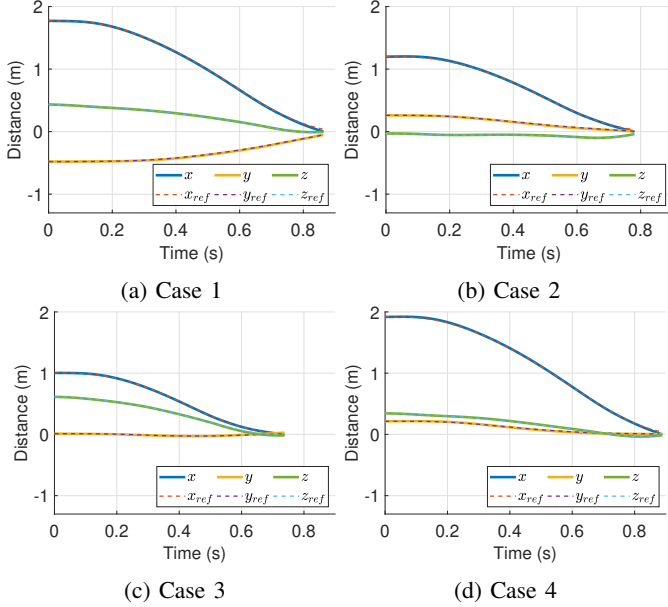 2
1
0
-1
Distance (m)
x y z
x_ref y_ref z_ref
0 0.2 0.4 0.6 0.8
Time (s)
(a) Case 1
2
1
0
-1
Distance (m)
x y z
x_ref y_ref z_ref
0 0.2 0.4 0.6 0.8
Time (s)
(b) Case 2
2
1
0
-1
Distance (m)
x y z
x_ref y_ref z_ref
0 0.2 0.4 0.6 0.8
Time (s)
(c) Case 3
2
1
0
-1
Distance (m)
x y z
x_ref y_ref z_ref
0 0.2 0.4 0.6 0.8
Time (s)
(d) Case 4